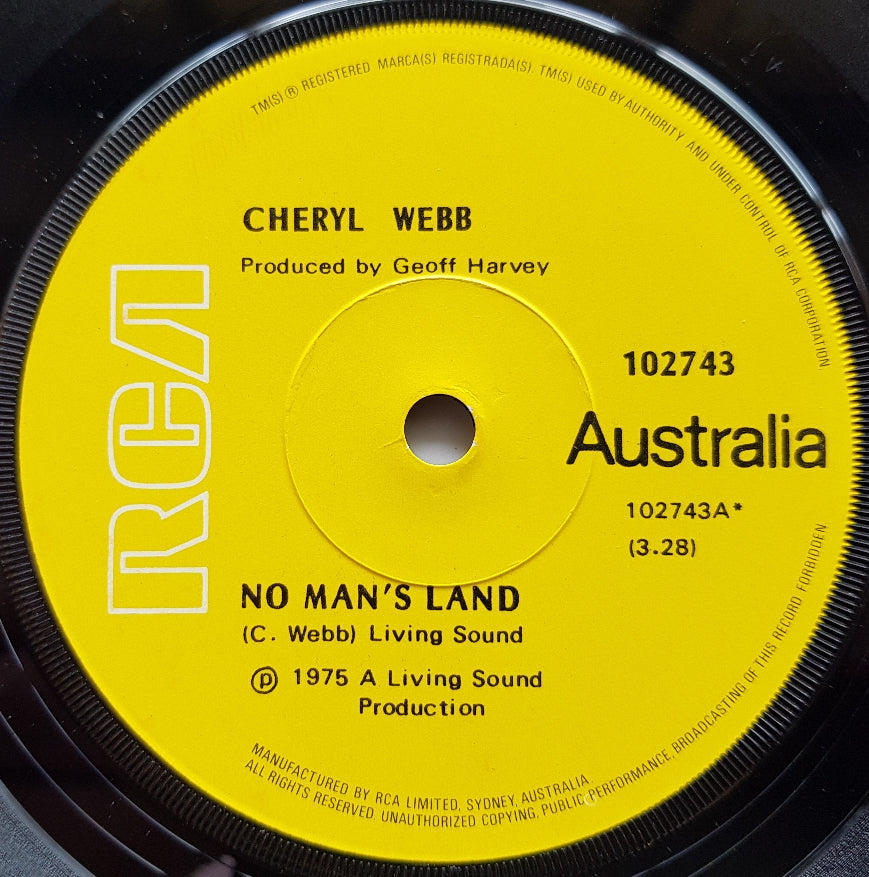 TM(S) ® REGISTERED MARCA(S) REGISTRADA(S). TM(S) USED BY AUTHORITY AND UNDER CONTROL OF RCA CORPORATION
CHERYL WEBB
Produced by Geoff Harvey
RCA
102743
Australia
102743A*
(3.28)
NO MAN'S LAND
(C. Webb) Living Sound
℗ 1975 A Living Sound
Production
MANUFACTURED BY RCA LIMITED, SYDNEY, AUSTRALIA.
ALL RIGHTS RESERVED. UNAUTHORIZED COPYING, PUBLIC PERFORMANCE, BROADCASTING OF THIS RECORD FORBIDDEN